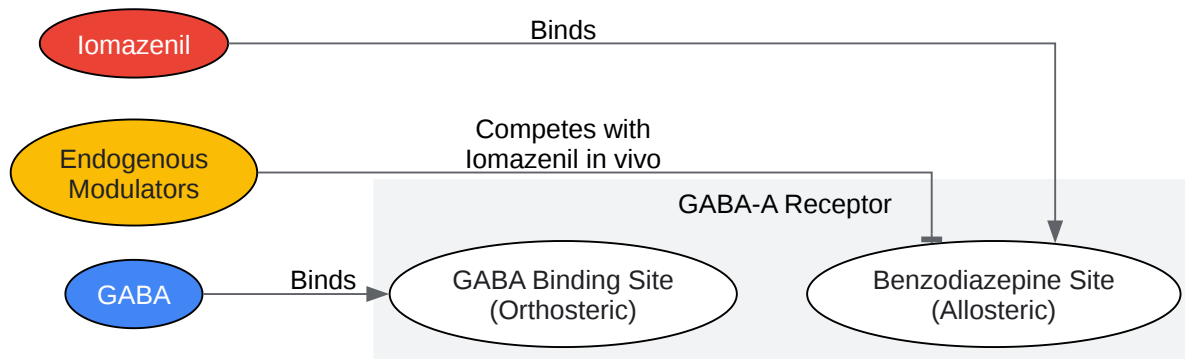 Iomazenil
Binds
Endogenous
Modulators
Competes with
Iomazenil in vivo
GABA-A Receptor
GABA
Binds
GABA Binding Site
(Orthosteric)
Benzodiazepine Site
(Allosteric)